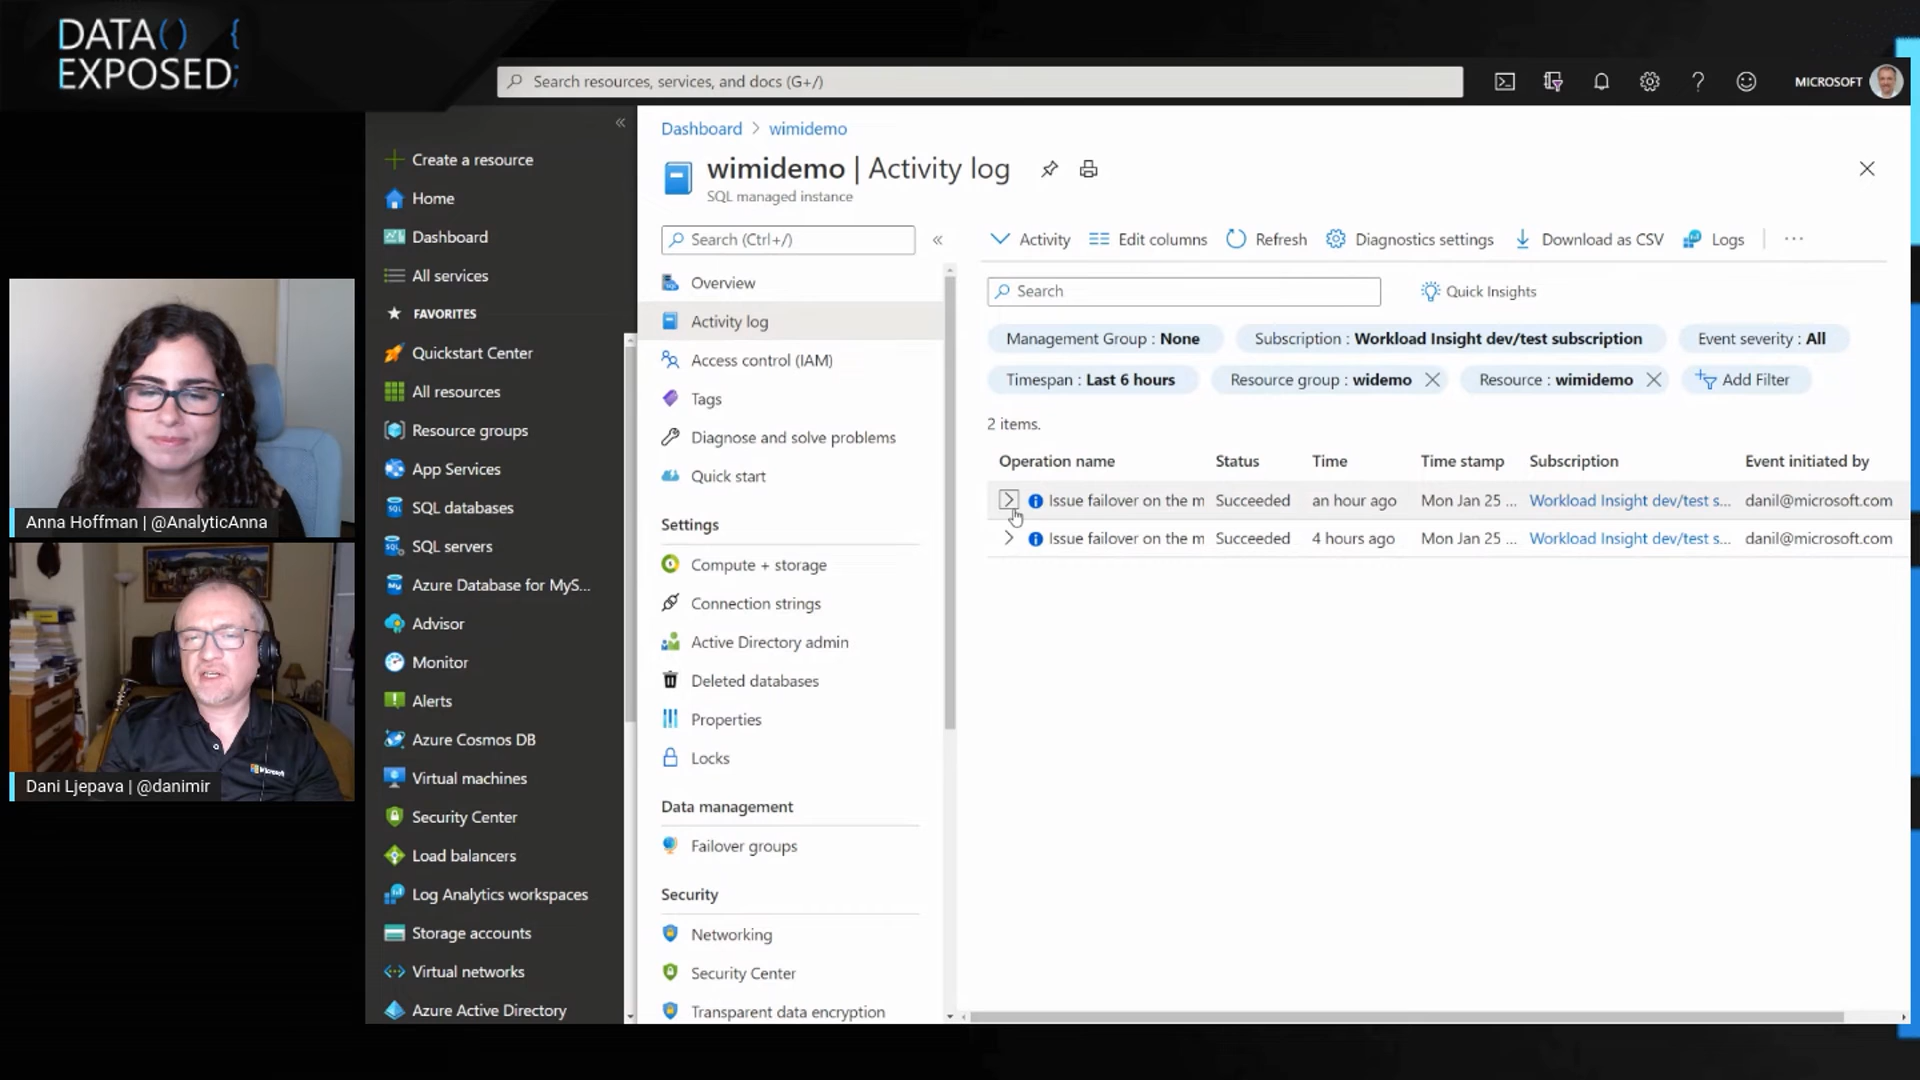 DATA() {
EXPOSED;
Search resources, services, and docs (G+/)
MICROSOFT
Create a resource
Home
Dashboard
All services
FAVORITES
Quickstart Center
All resources
Resource groups
App Services
SQL databases
SQL servers
Azure Database for MyS...
Advisor
Monitor
Alerts
Azure Cosmos DB
Virtual machines
Security Center
Load balancers
Log Analytics workspaces
Storage accounts
Virtual networks
Azure Active Directory
Dashboard > wimidemo
wimidemo | Activity log
SQL managed instance
Search (Ctrl+/)
Overview
Activity log
Access control (IAM)
Tags
Diagnose and solve problems
Quick start
Settings
Compute + storage
Connection strings
Active Directory admin
Deleted databases
Properties
Locks
Data management
Failover groups
Security
Networking
Security Center
Transparent data encryption
Activity Edit columns Refresh Diagnostics settings Download as CSV Logs ...
Search Quick Insights
Management Group : None Subscription : Workload Insight dev/test subscription Event severity : All
Timespan : Last 6 hours Resource group : widemo Resource : wimidemo Add Filter
2 items.
Operation name Status Time Time stamp Subscription Event initiated by
Issue failover on the m Succeeded an hour ago Mon Jan 25 ... Workload Insight dev/test s... danil@microsoft.com
Issue failover on the m Succeeded 4 hours ago Mon Jan 25 ... Workload Insight dev/test s... danil@microsoft.com
Anna Hoffman | @AnalyticAnna
Dani Ljepava | @danimir